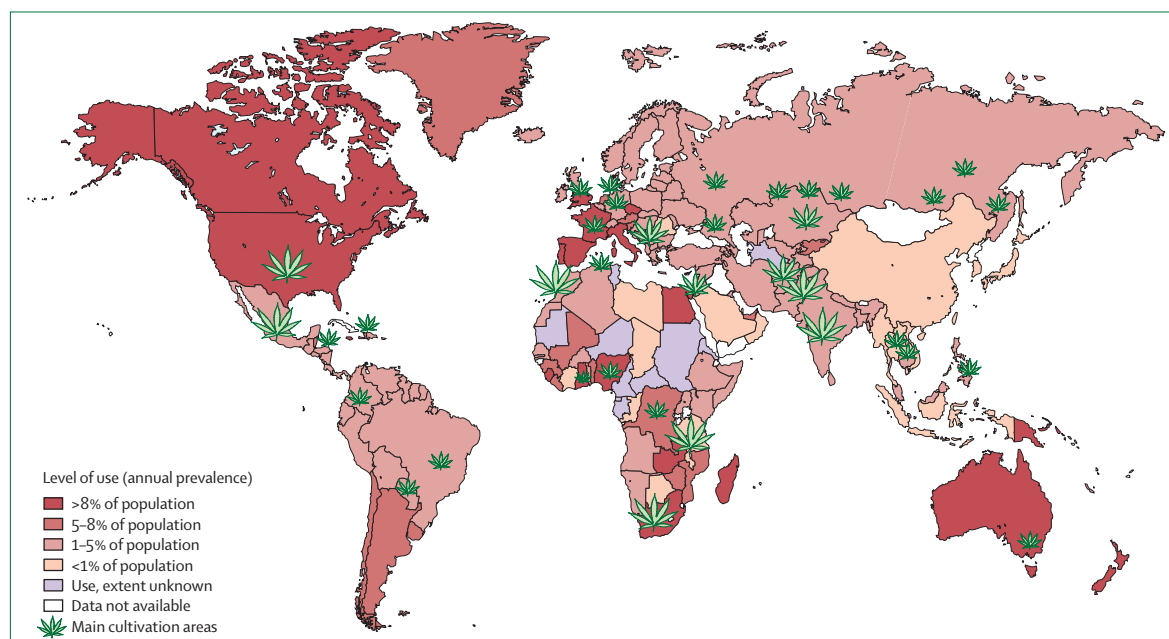 Level of use (annual prevalence)
>8% of population
5–8% of population
1–5% of population
<1% of population
Use, extent unknown
Data not available
Main cultivation areas